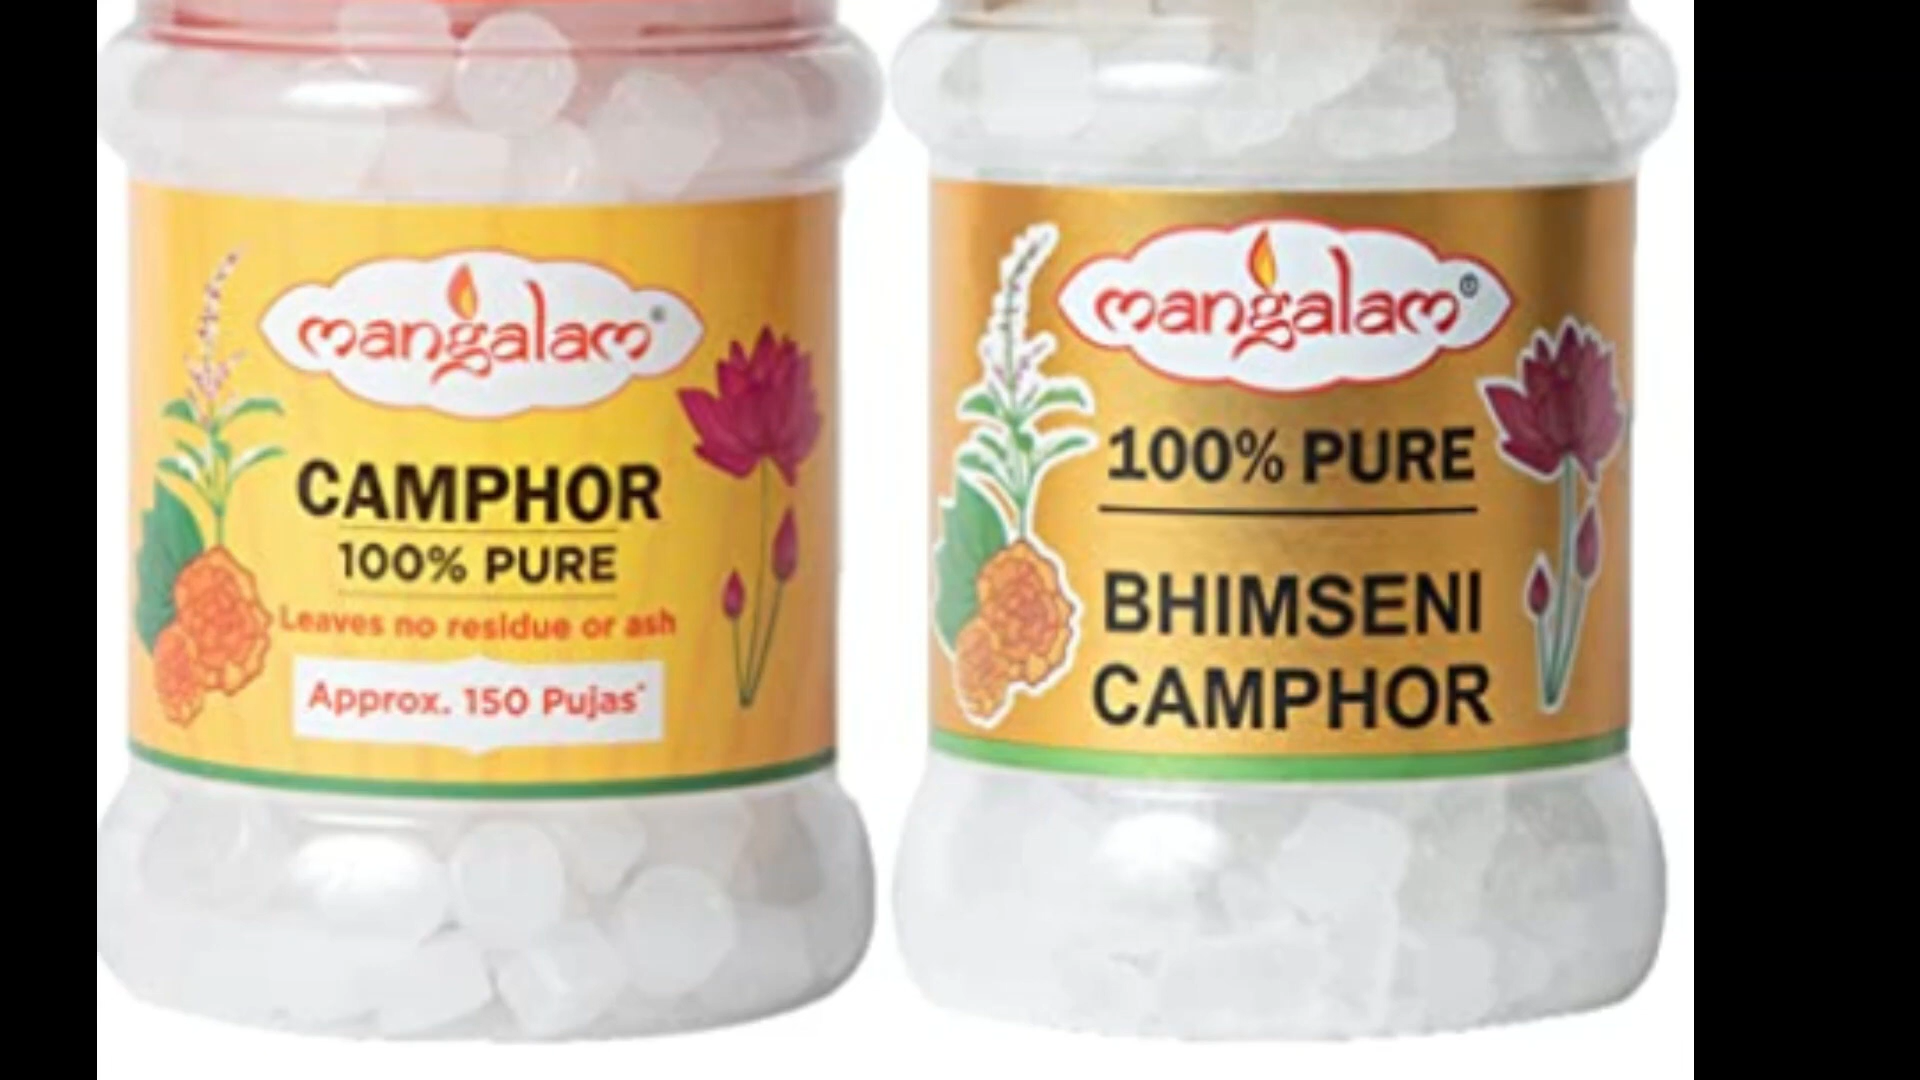 mangalam®
CAMPHOR
100% PURE
Leaves no residue or ash
Approx. 150 Pujas*
mangalam®
100% PURE
BHIMSENI
CAMPHOR